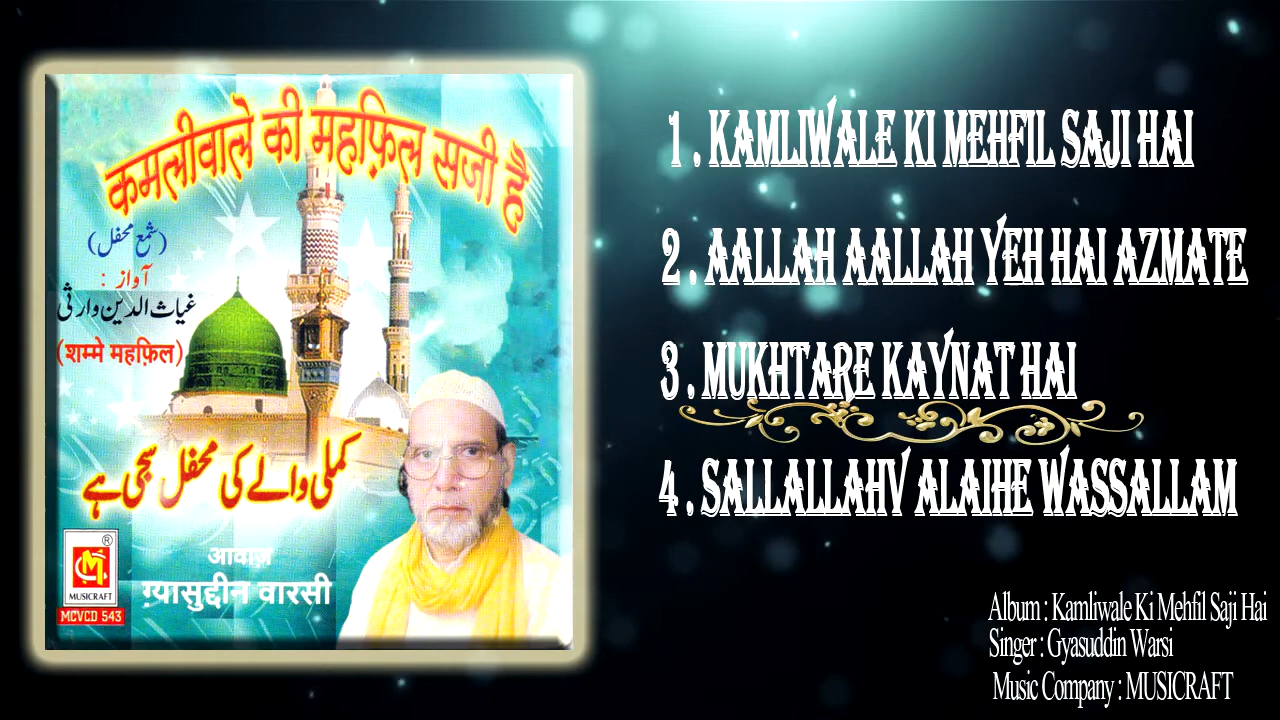 कमलीवाले की महफ़िल सजी है
(شمع محفل)
آواز :
غیاث الدین وارثی
(शम्मे महफ़िल)
کملی والے کی محفل سجی ہے
आवाज़
ग्यासुद्दीन वारसी
®
MUSICRAFT
MCVCD 543
1 . KAMLIWALE KI MEHFIL SAJI HAI
2 . AALLAH AALLAH YEH HAI AZMATE
3 . MUKHTARE KAYNAT HAI
4 . SALLALLAHV ALAIHE WASSALLAM
Album : Kamliwale Ki Mehfil Saji Hai
Singer : Gyasuddin Warsi
Music Company : MUSICRAFT